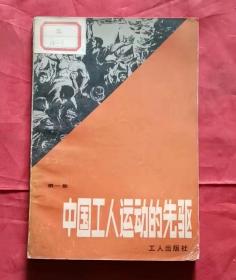 第一集
中国工人运动的先驱
工人出版社